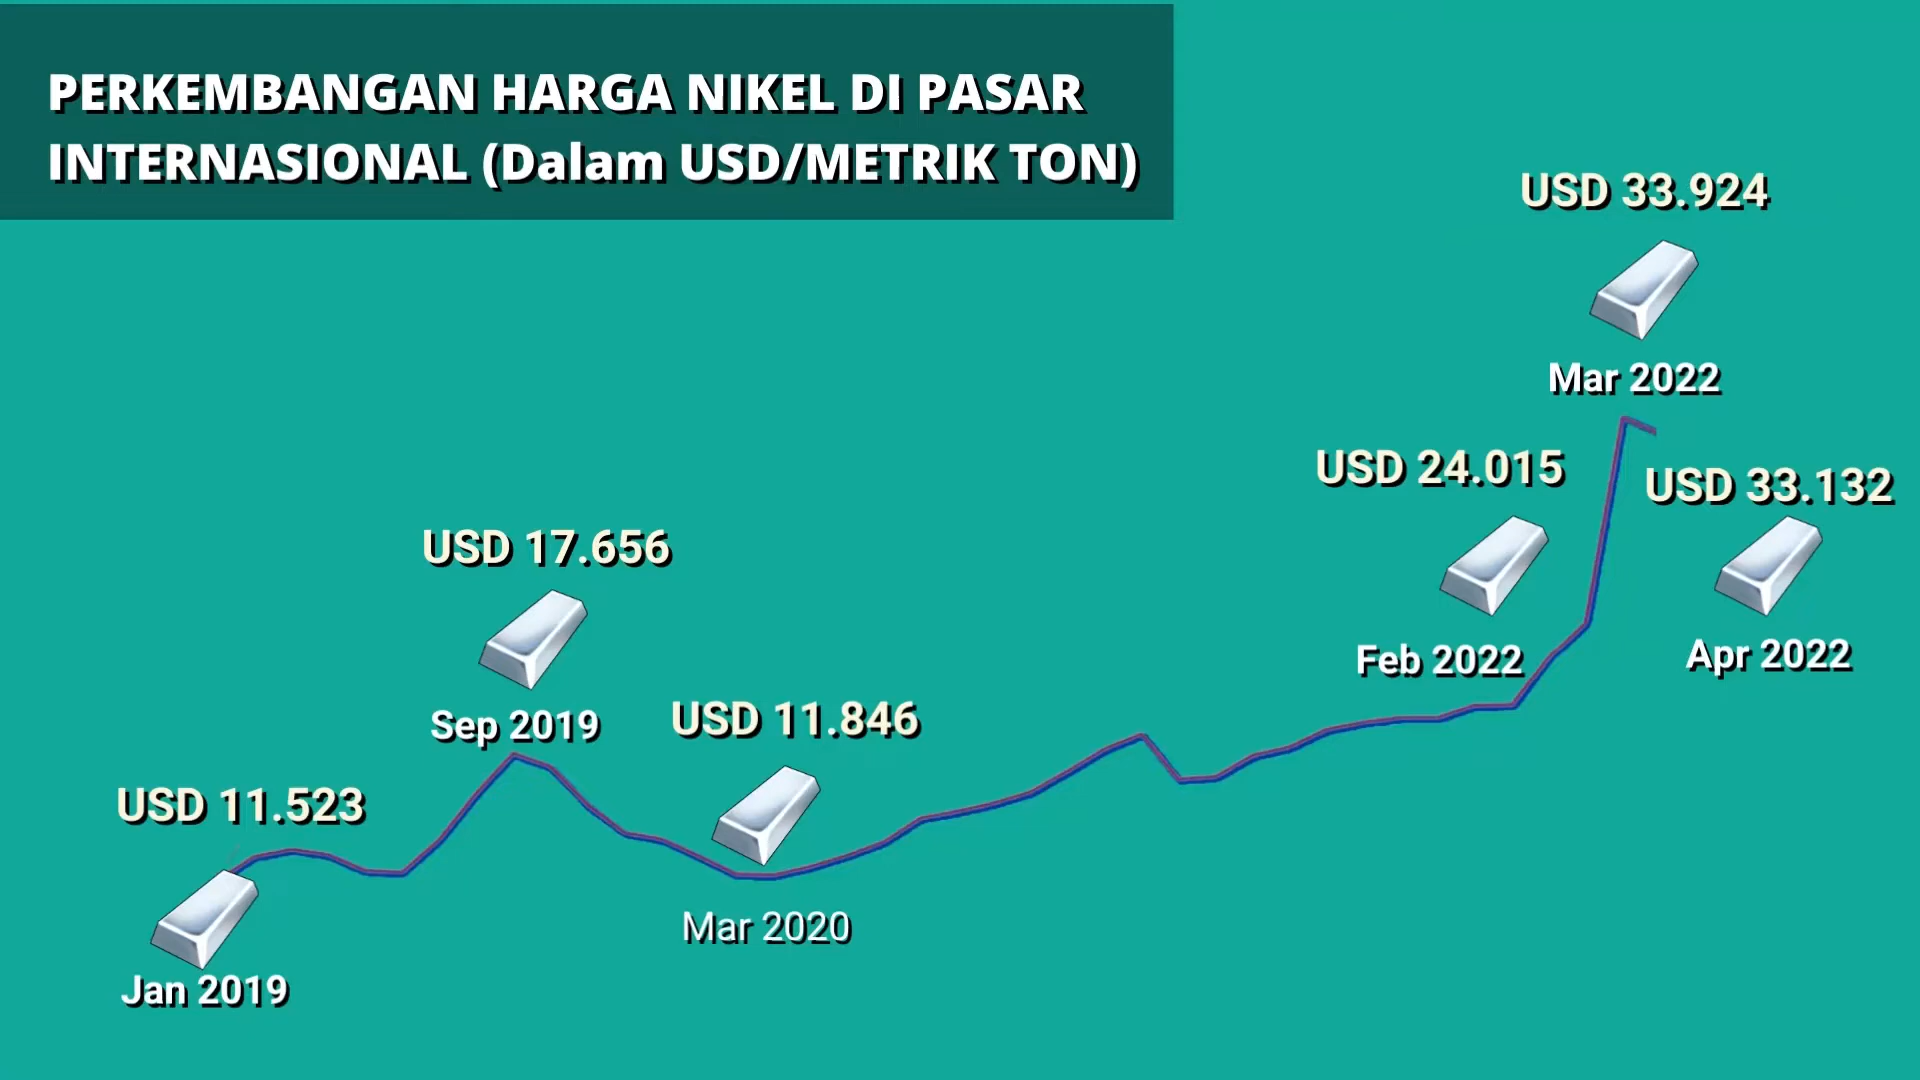 PERKEMBANGAN HARGA NIKEL DI PASAR
INTERNASIONAL (Dalam USD/METRIK TON)
USD 11.523
Jan 2019
USD 17.656
Sep 2019
USD 11.846
Mar 2020
USD 24.015
Feb 2022
USD 33.924
Mar 2022
USD 33.132
Apr 2022